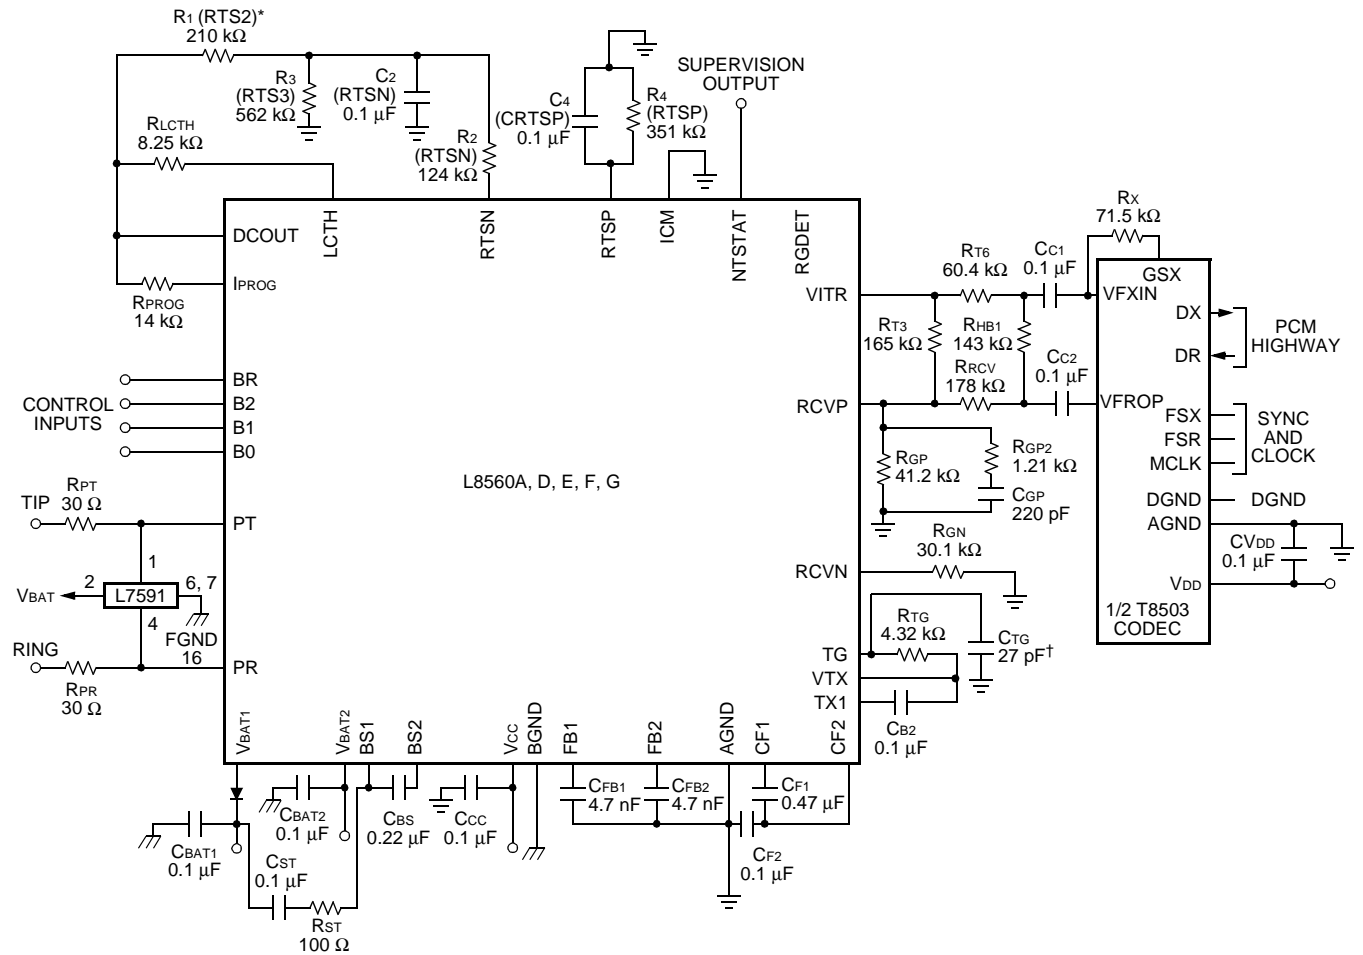 R1 (RTS2)*
210 kΩ
R3
(RTS3)
562 kΩ
C2
(RTSN)
0.1 µF
C4
(CRTSP)
0.1 µF
R4
(RTSP)
351 kΩ
SUPERVISION
OUTPUT
RLCTH
8.25 kΩ
R2
(RTSN)
124 kΩ
RX
71.5 kΩ
DCOUT
LCTH
RTSN
RTSP
ICM
NTSTAT
RGDET
IPROG
RPROG
14 kΩ
VITR
RT6
60.4 kΩ
CC1
0.1 µF
GSX
VFXIN
DX
DR
PCM
HIGHWAY
RT3
165 kΩ
RHB1
143 kΩ
RRCV
178 kΩ
CC2
0.1 µF
RCVP
VFROP
FSX
FSR
MCLK
SYNC
AND
CLOCK
CONTROL
INPUTS
BR
B2
B1
B0
RGP
41.2 kΩ
RGP2
1.21 kΩ
CGP
220 pF
L8560A, D, E, F, G
DGND
DGND
AGND
CVDD
0.1 µF
VDD
1/2 T8503
CODEC
TIP
RPT
30 Ω
PT
1
VBAT
2
L7591
6, 7
4
FGND
16
RING
RPR
30 Ω
PR
RCVN
RGN
30.1 kΩ
RTG
4.32 kΩ
CTG
27 pF†
TG
VTX
TX1
CB2
0.1 µF
VBAT1
VBAT2
BS1
BS2
VCC
BGND
FB1
FB2
AGND
CF1
CF2
CBAT1
0.1 µF
CBAT2
0.1 µF
CBS
0.22 µF
CCC
0.1 µF
CFB1
4.7 nF
CFB2
4.7 nF
CF1
0.47 µF
CF2
0.1 µF
CST
0.1 µF
RST
100 Ω